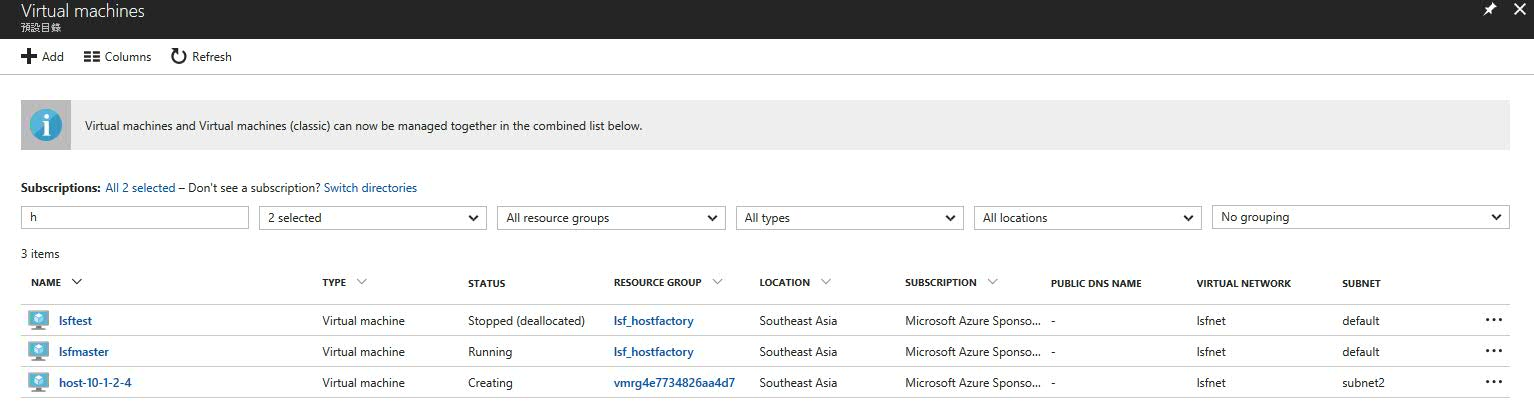 Virtual machines
預設目錄
Add Columns Refresh
Virtual machines and Virtual machines (classic) can now be managed together in the combined list below.
Subscriptions: All 2 selected – Don't see a subscription? Switch directories
h 2 selected All resource groups All types All locations No grouping
3 items
NAME TYPE STATUS RESOURCE GROUP LOCATION SUBSCRIPTION PUBLIC DNS NAME VIRTUAL NETWORK SUBNET
lsftest Virtual machine Stopped (deallocated) lsf_hostfactory Southeast Asia Microsoft Azure Sponso... - lsfnet default
lsfmaster Virtual machine Running lsf_hostfactory Southeast Asia Microsoft Azure Sponso... - lsfnet default
host-10-1-2-4 Virtual machine Creating vmrg4e7734826aa4d7 Southeast Asia Microsoft Azure Sponso... - lsfnet subnet2